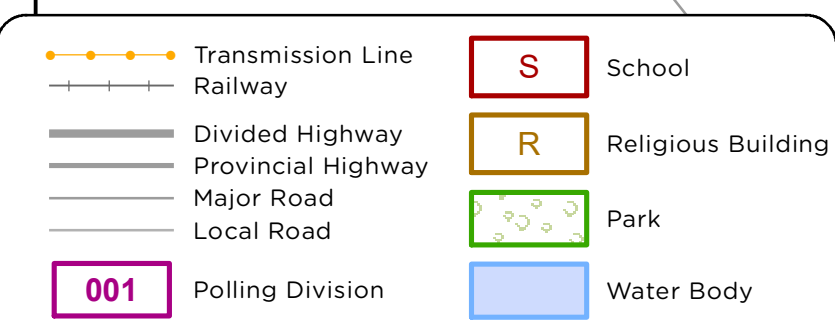 Transmission Line
Railway
Divided Highway
Provincial Highway
Major Road
Local Road
001 Polling Division
S School
R Religious Building
Park
Water Body